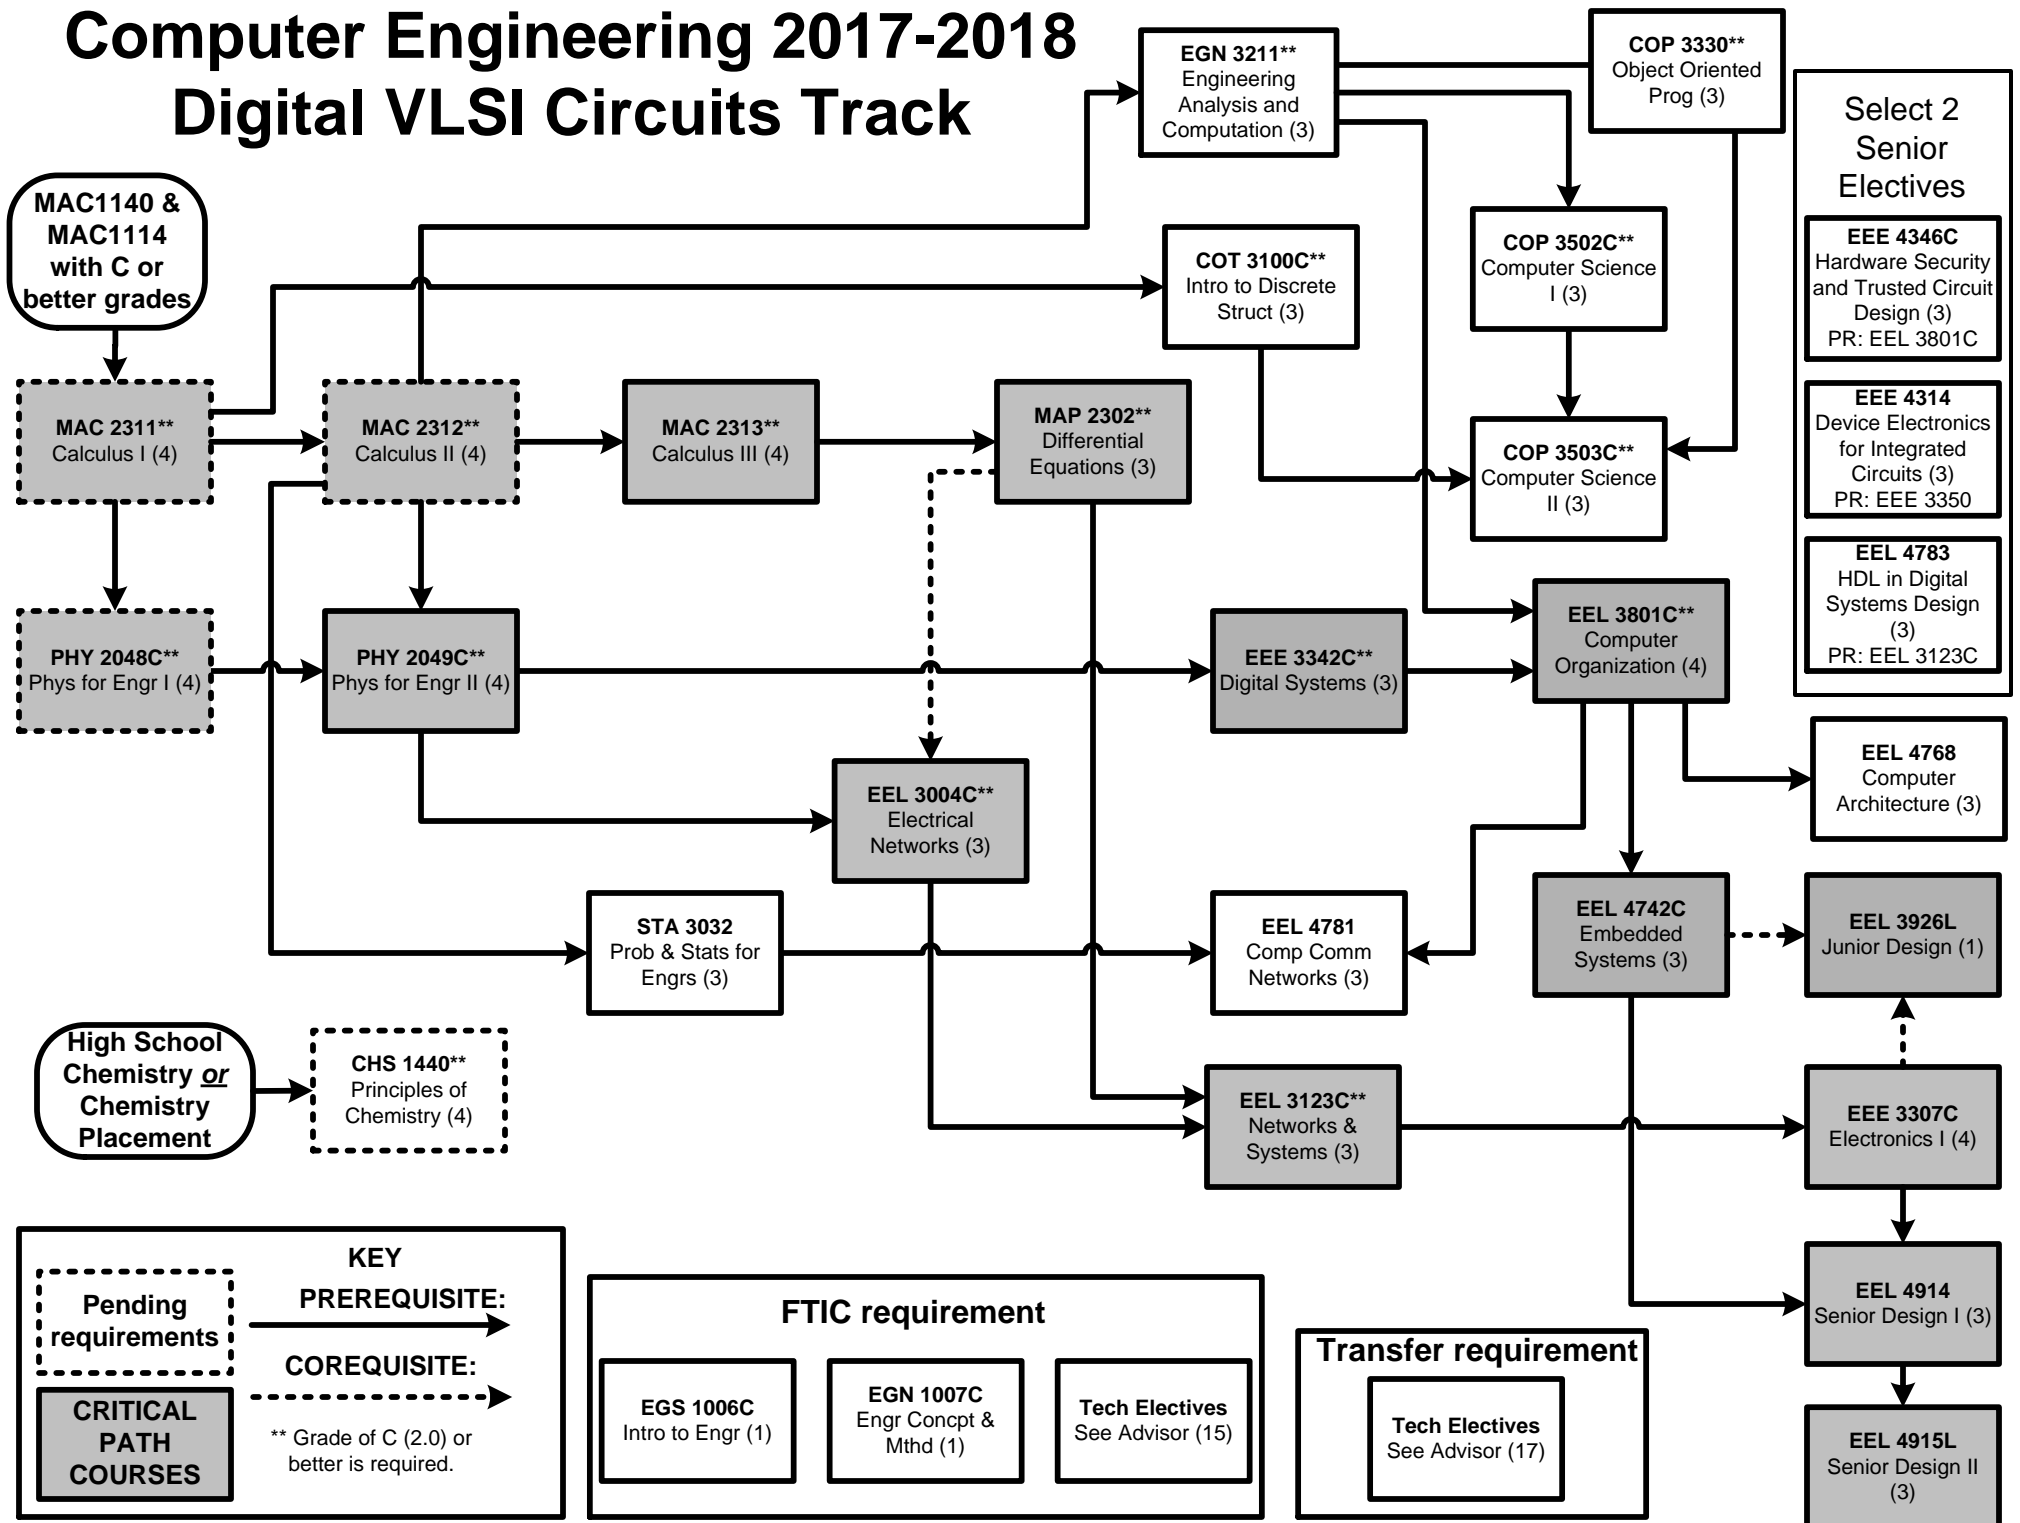 Computer Engineering 2017-2018
Digital VLSI Circuits Track
EGN 3211**
Engineering
Analysis and
Computation (3)
COP 3330**
Object Oriented
Prog (3)
Select 2
Senior
Electives
EEE 4346C
Hardware Security
and Trusted Circuit
Design (3)
PR: EEL 3801C
EEE 4314
Device Electronics
for Integrated
Circuits (3)
PR: EEE 3350
EEL 4783
HDL in Digital
Systems Design
(3)
PR: EEL 3123C
MAC1140 &
MAC1114
with C or
better grades
COT 3100C**
Intro to Discrete
Struct (3)
COP 3502C**
Computer Science
I (3)
MAC 2311**
Calculus I (4)
MAC 2312**
Calculus II (4)
MAC 2313**
Calculus III (4)
MAP 2302**
Differential
Equations (3)
COP 3503C**
Computer Science
II (3)
PHY 2048C**
Phys for Engr I (4)
PHY 2049C**
Phys for Engr II (4)
EEE 3342C**
Digital Systems (3)
EEL 3801C**
Computer
Organization (4)
EEL 3004C**
Electrical
Networks (3)
EEL 4768
Computer
Architecture (3)
STA 3032
Prob & Stats for
Engrs (3)
EEL 4781
Comp Comm
Networks (3)
EEL 4742C
Embedded
Systems (3)
EEL 3926L
Junior Design (1)
High School
Chemistry or
Chemistry
Placement
CHS 1440**
Principles of
Chemistry (4)
EEL 3123C**
Networks &
Systems (3)
EEE 3307C
Electronics I (4)
EEL 4914
Senior Design I (3)
EEL 4915L
Senior Design II
(3)
KEY
Pending
requirements
PREREQUISITE:
COREQUISITE:
CRITICAL
PATH
COURSES
** Grade of C (2.0) or
better is required.
FTIC requirement
EGS 1006C
Intro to Engr (1)
EGN 1007C
Engr Concpt &
Mthd (1)
Tech Electives
See Advisor (15)
Transfer requirement
Tech Electives
See Advisor (17)